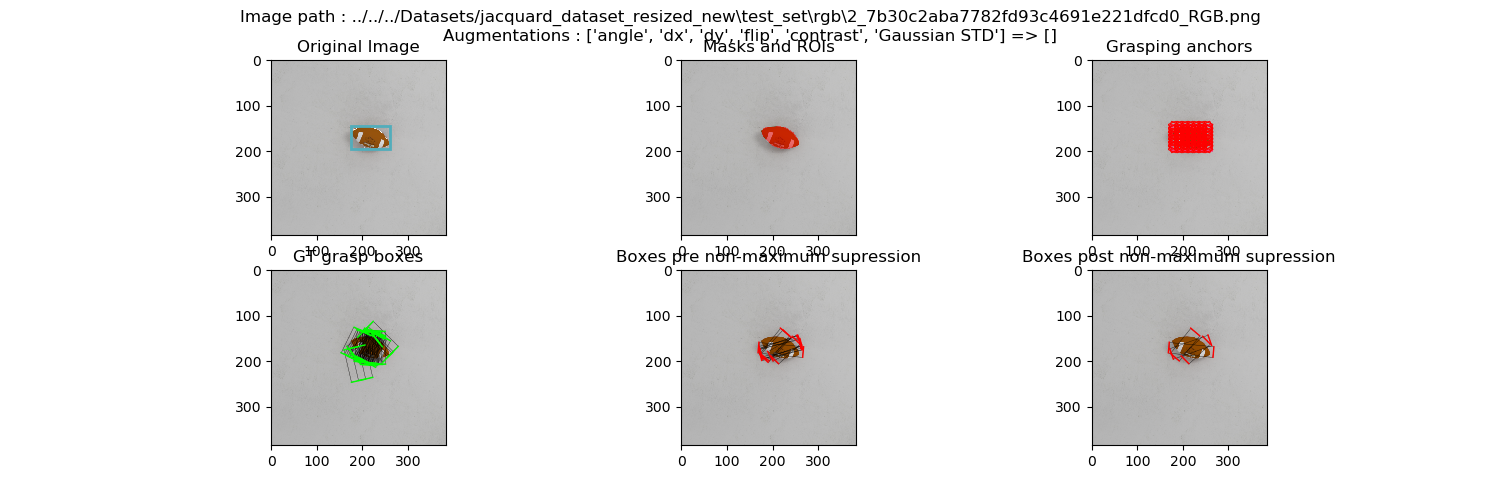 Image path : ../../../Datasets/jacquard_dataset_resized_new\test_set\rgb\2_7b30c2aba7782fd93c4691e221dfcd0_RGB.png
Augmentations : ['angle', 'dx', 'dy', 'flip', 'contrast', 'Gaussian STD'] => []
Original Image
Masks and ROIs
Grasping anchors
0
100
200
300
0 100 200 300
0
100
200
300
0 100 200 300
0
100
200
300
0 100 200 300
GT grasp boxes
Boxes pre non-maximum supression
Boxes post non-maximum supression
0
100
200
300
0 100 200 300
0
100
200
300
0 100 200 300
0
100
200
300
0 100 200 300